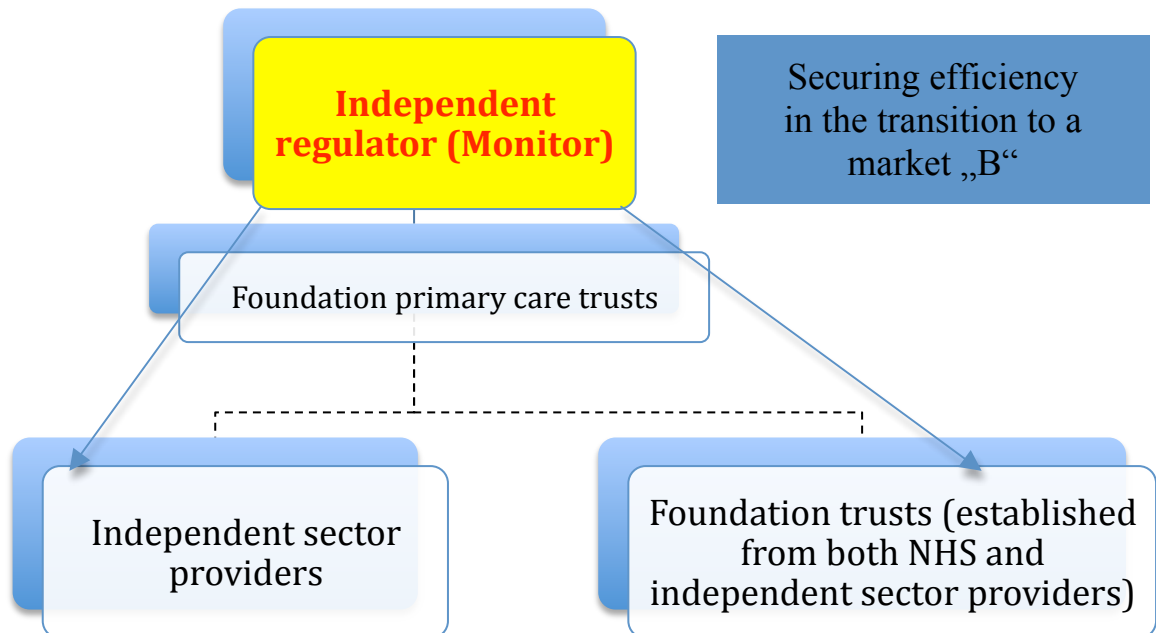 Independent
regulator (Monitor)
Securing efficiency
in the transition to a
market „B“
Foundation primary care trusts
Independent sector
providers
Foundation trusts (established
from both NHS and
independent sector providers)